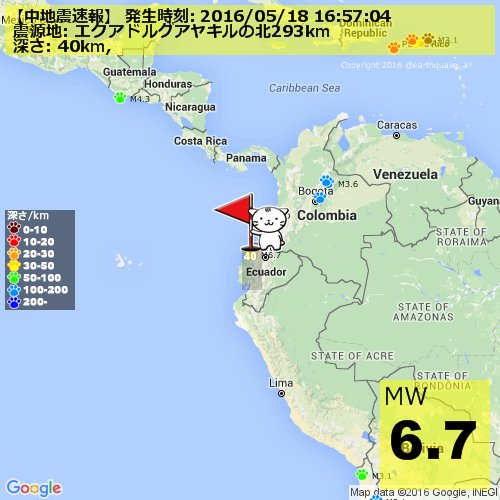 【中地震速報】 発生時刻: 2016/05/18 16:57:04
震源地: エクアドルグアヤキルの北293km
深さ: 40km,
Dominican
Republic
M3.1
Copyright 2016 @earthquake_all
Guatemala
Honduras
M4.3
Nicaragua
Caribbean Sea
Costa Rica
Panama
Caracas
Venezuela
Guyan
M3.6
Bogota
Colombia
STATE OF
RORAIMA
深さ/km
0-10
10-20
20-30
30-50
50-100
100-200
200-
40
M6.7
Ecuador
STATE OF
AMAZONAS
STATE OF ACRE
STATE OF
RONDÔNIA
Lima
MW
6.7
Bolivia
M3.1
Google
Map data ©2016 Google, INEGI